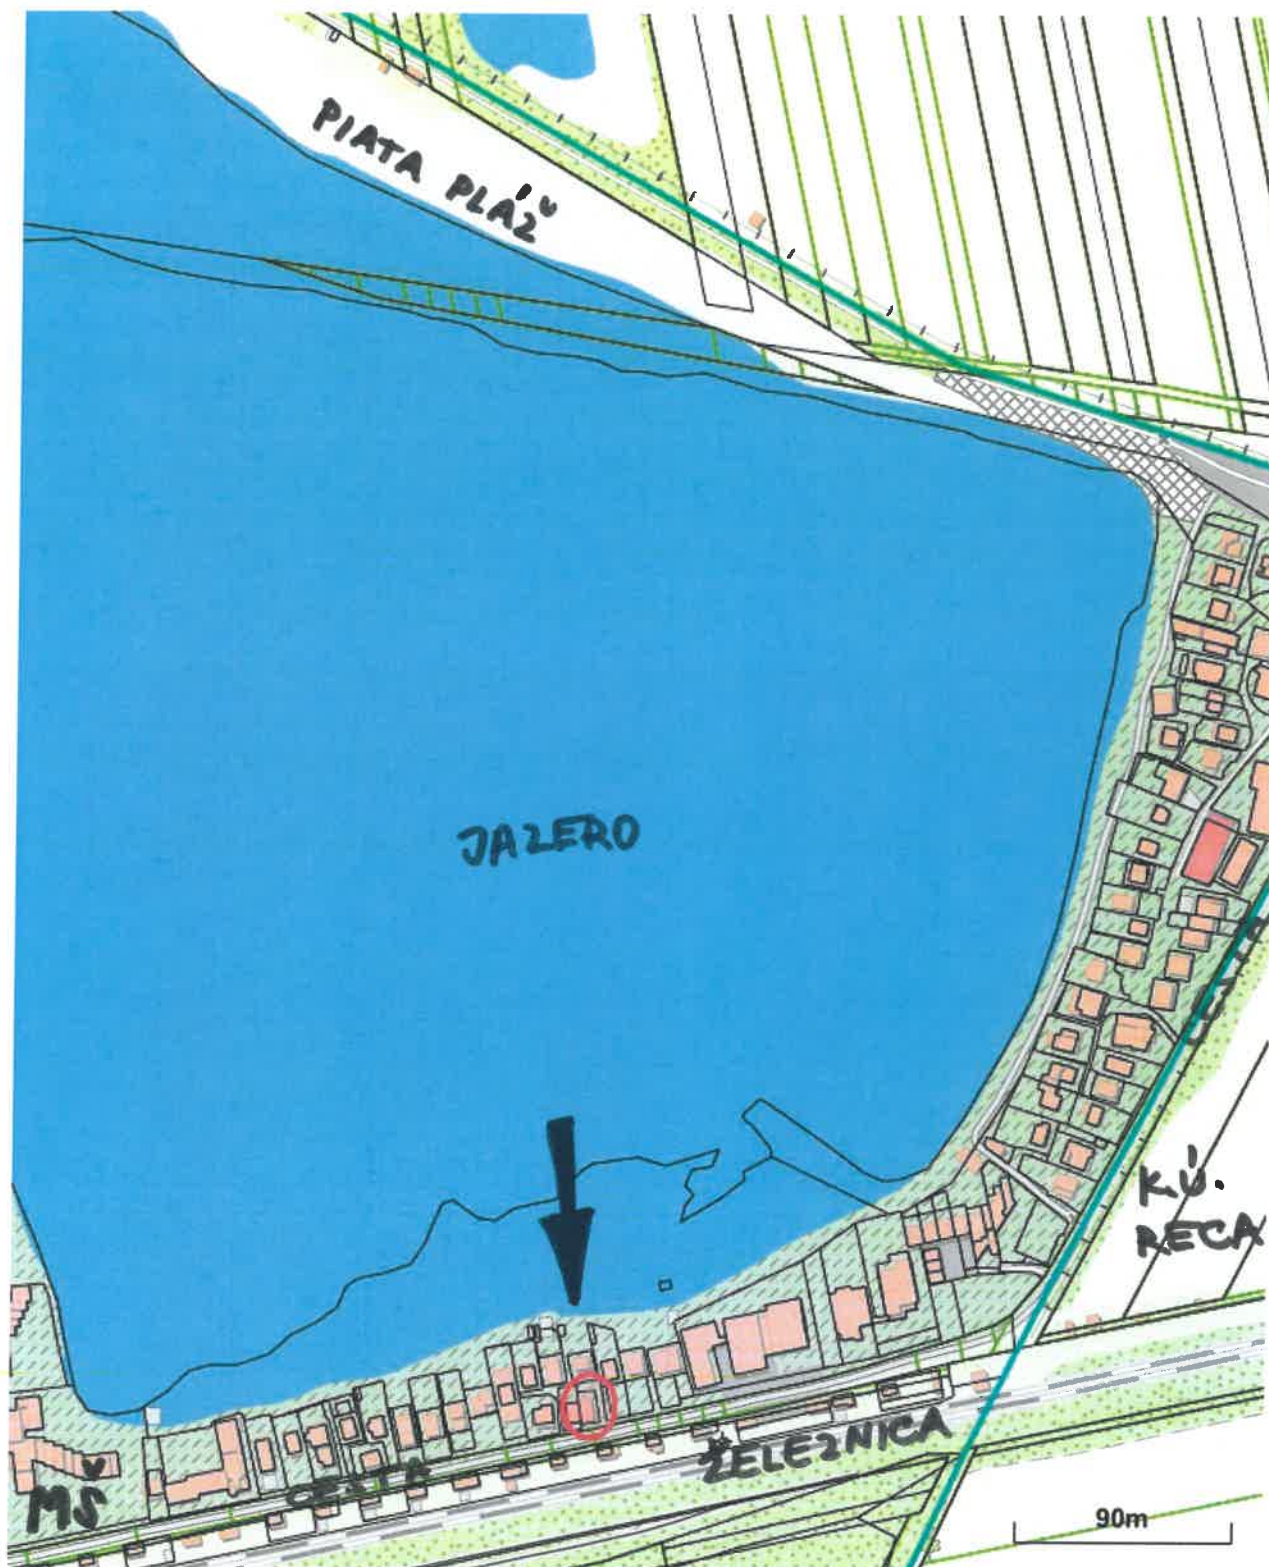 PIATA PLÁŽ
JAZERO
K.Ú.
RECA
ŽELEZNICA
CESTA
MŠ
90m